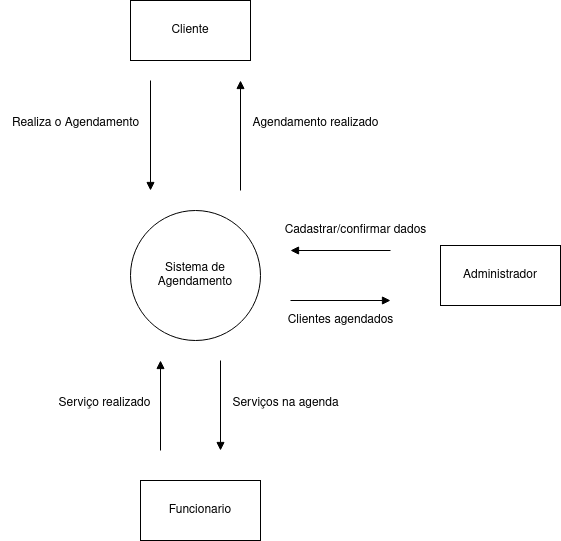 Cliente
Realiza o Agendamento
Agendamento realizado
Cadastrar/confirmar dados
Sistema de
Agendamento
Administrador
Clientes agendados
Serviço realizado
Serviços na agenda
Funcionario